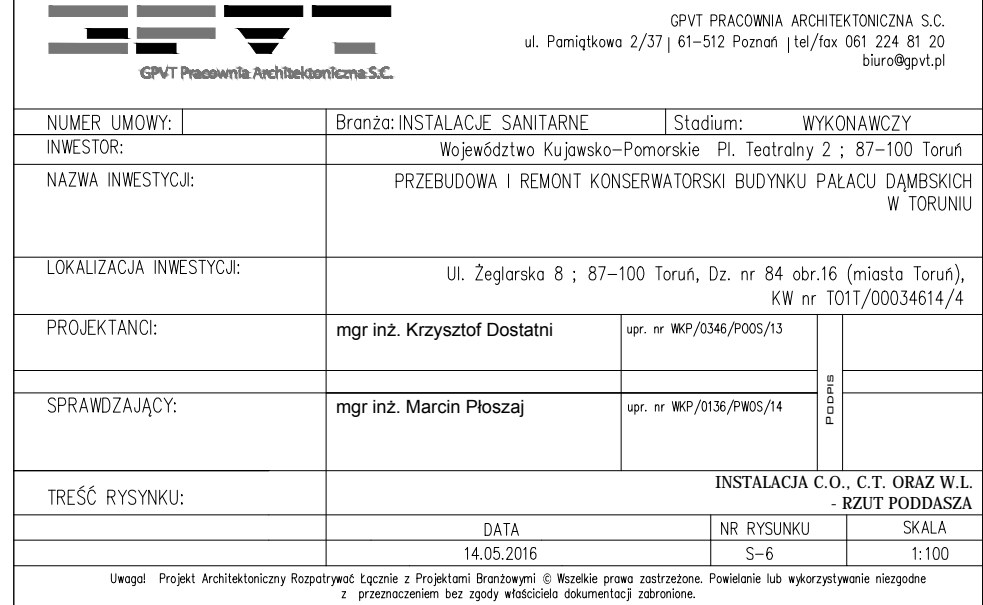 GPVT Pracownia Architektoniczna S.C.
GPVT PRACOWNIA ARCHITEKTONICZNA S.C.
ul. Pamiątkowa 2/37 | 61-512 Poznań | tel/fax 061 224 81 20
biuro@gpvt.pl
NUMER UMOWY: Branża: INSTALACJE SANITARNE Stadium: WYKONAWCZY
INWESTOR: Województwo Kujawsko-Pomorskie Pl. Teatralny 2 ; 87-100 Toruń
NAZWA INWESTYCJI: PRZEBUDOWA I REMONT KONSERWATORSKI BUDYNKU PAŁACU DĄMBSKICH
W TORUNIU
LOKALIZACJA INWESTYCJI: Ul. Żeglarska 8 ; 87-100 Toruń, Dz. nr 84 obr.16 (miasta Toruń),
KW nr TO1T/00034614/4
PROJEKTANCI: mgr inż. Krzysztof Dostatni upr. nr WKP/0346/POOS/13
PODPIS
SPRAWDZAJĄCY: mgr inż. Marcin Płoszaj upr. nr WKP/0136/PWOS/14
TREŚĆ RYSYNKU: INSTALACJA C.O., C.T. ORAZ W.L.
- RZUT PODDASZA
DATA NR RYSUNKU SKALA
14.05.2016 S-6 1:100
Uwaga! Projekt Architektoniczny Rozpatrywać Łącznie z Projektami Branżowymi © Wszelkie prawa zastrzeżone. Powielanie lub wykorzystywanie niezgodne
z przeznaczeniem bez zgody właściciela dokumentacji zabronione.